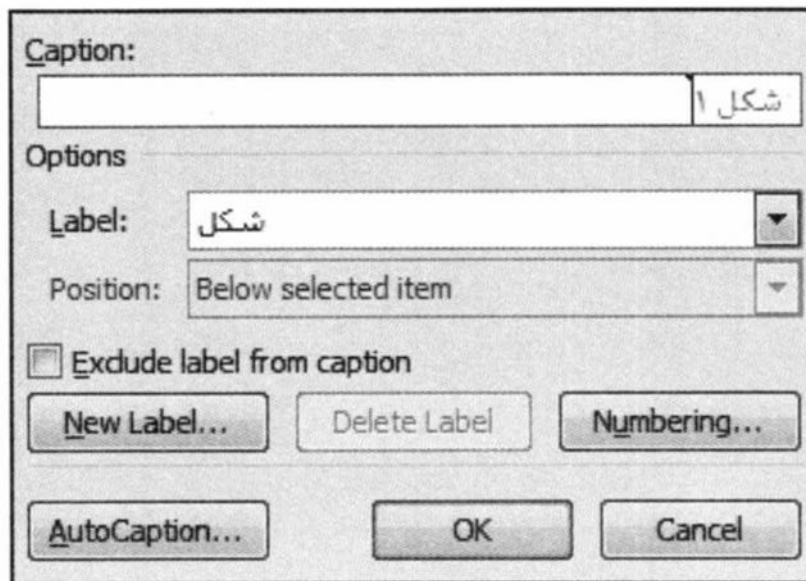 Caption:
شکل ۱
Options
Label: شکل
Position: Below selected item
Exclude label from caption
New Label... Delete Label Numbering...
AutoCaption... OK Cancel